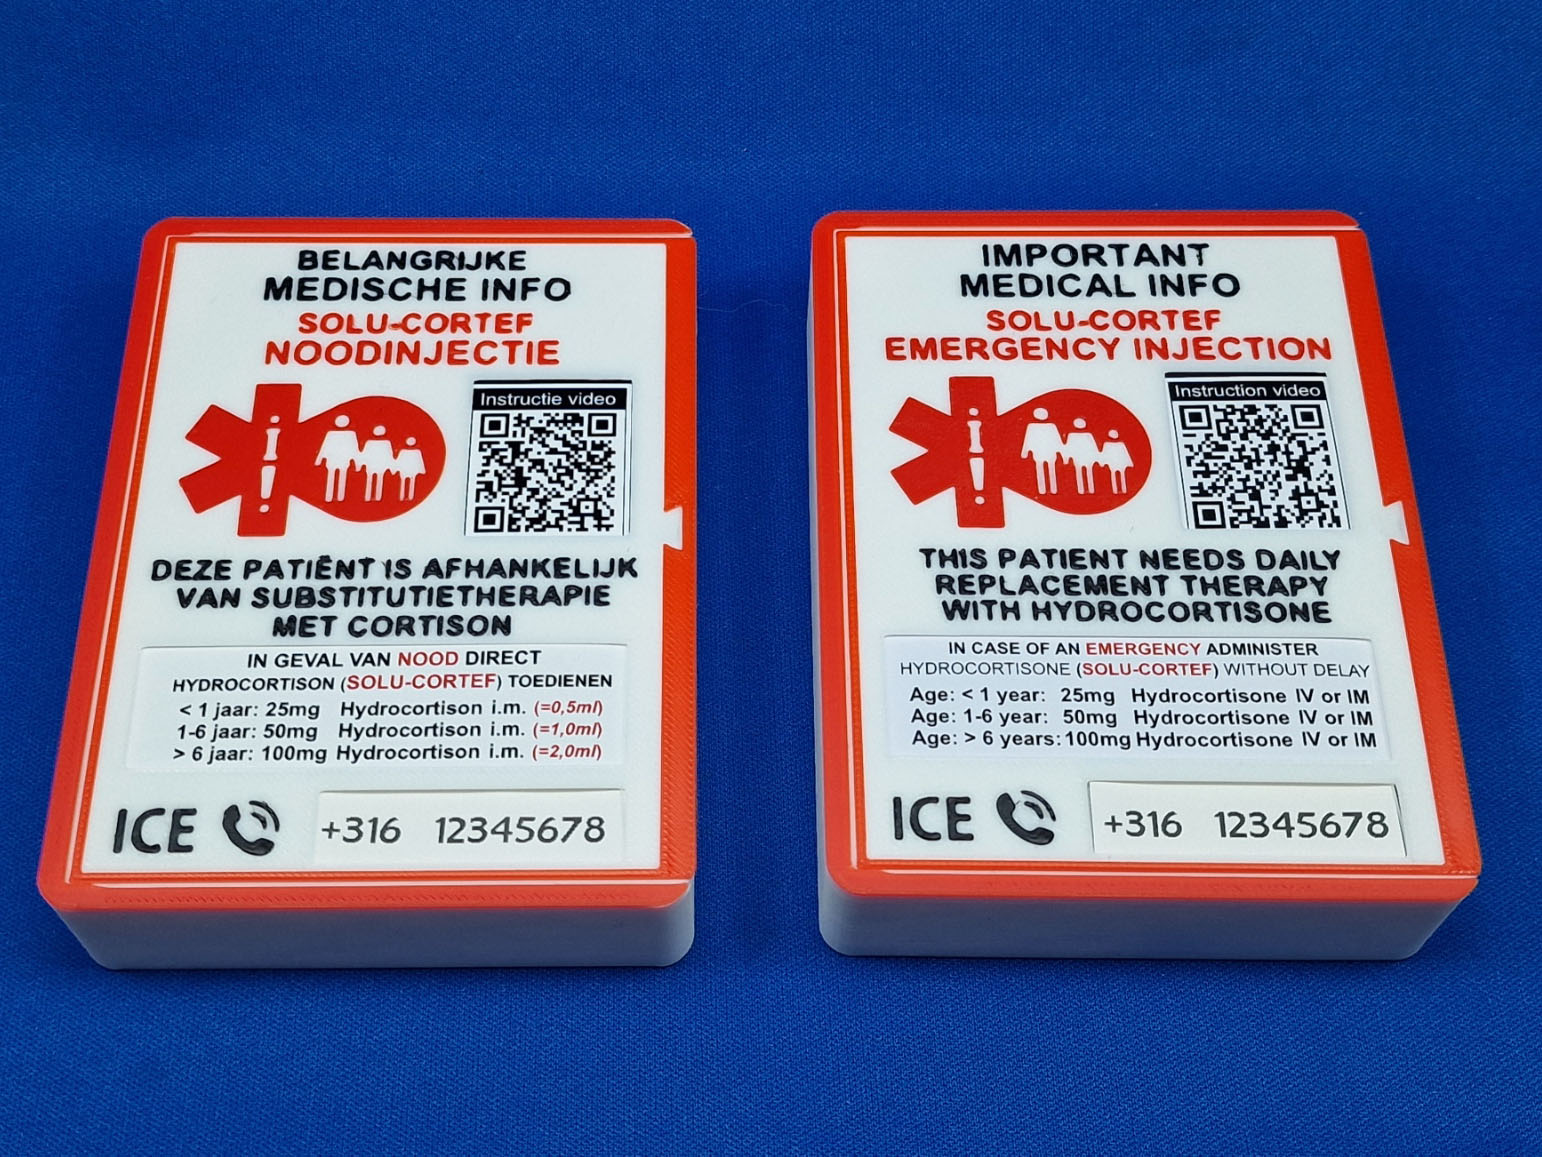 BELANGRIJKE
MEDISCHE INFO
SOLU-CORTEF
NOODINJECTIE
Instructie video
DEZE PATIËNT IS AFHANKELIJK
VAN SUBSTITUTIETHERAPIE
MET CORTISON
IN GEVAL VAN NOOD DIRECT
HYDROCORTISON (SOLU-CORTEF) TOEDIENEN
< 1 jaar: 25mg Hydrocortison i.m. (=0,5ml)
1-6 jaar: 50mg Hydrocortison i.m. (=1,0ml)
> 6 jaar: 100mg Hydrocortison i.m. (=2,0ml)
ICE +316 12345678
IMPORTANT
MEDICAL INFO
SOLU-CORTEF
EMERGENCY INJECTION
Instruction video
THIS PATIENT NEEDS DAILY
REPLACEMENT THERAPY
WITH HYDROCORTISONE
IN CASE OF AN EMERGENCY ADMINISTER
HYDROCORTISONE (SOLU-CORTEF) WITHOUT DELAY
Age: < 1 year: 25mg Hydrocortisone IV or IM
Age: 1-6 year: 50mg Hydrocortisone IV or IM
Age: > 6 years: 100mg Hydrocortisone IV or IM
ICE +316 12345678